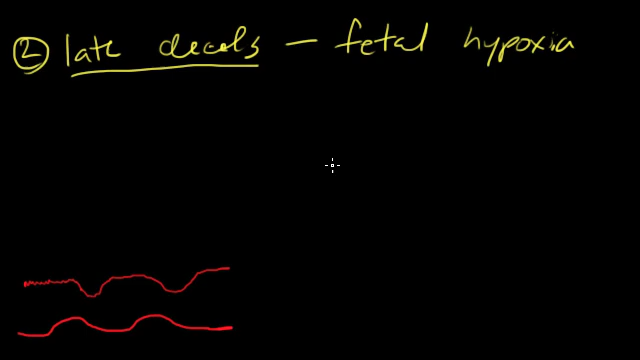 ② late decels — fetal hypoxia